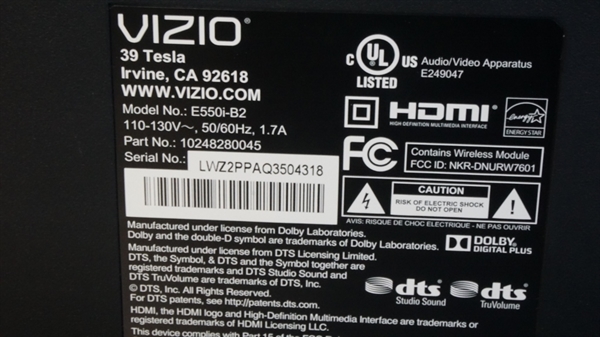 VIZIO
39 Tesla
Irvine, CA 92618
WWW.VIZIO.COM
Model No.: E550i-B2
110-130V~, 50/60Hz, 1.7A
Part No.: 10248280045
Serial No.:
LWZ2PPAQ3504318
C UL US
LISTED
Audio/Video Apparatus
E249047
HDMI
HIGH-DEFINITION MULTIMEDIA INTERFACE
energy
ENERGY STAR
FC
Contains Wireless Module
FCC ID: NKR-DNURW7601
CAUTION
RISK OF ELECTRIC SHOCK
DO NOT OPEN
AVIS: RISQUE DE CHOC ELECTRIQUE - NE PAS OUVRIR
Manufactured under license from Dolby Laboratories.
Dolby and the double-D symbol are trademarks of Dolby Laboratories.
DOLBY
DIGITAL PLUS
Manufactured under license from DTS Licensing Limited.
DTS, the Symbol, & DTS and the Symbol together are
registered trademarks and DTS Studio Sound and
DTS TruVolume are trademarks of DTS, Inc.
© DTS, Inc. All Rights Reserved.
For DTS patents, see http://patents.dts.com.
dts
Studio Sound
dts
TruVolume
HDMI, the HDMI logo and High-Definition Multimedia Interface are trademarks or
registered trademarks of HDMI Licensing LLC.
This device complies with Part 15 of the FCC